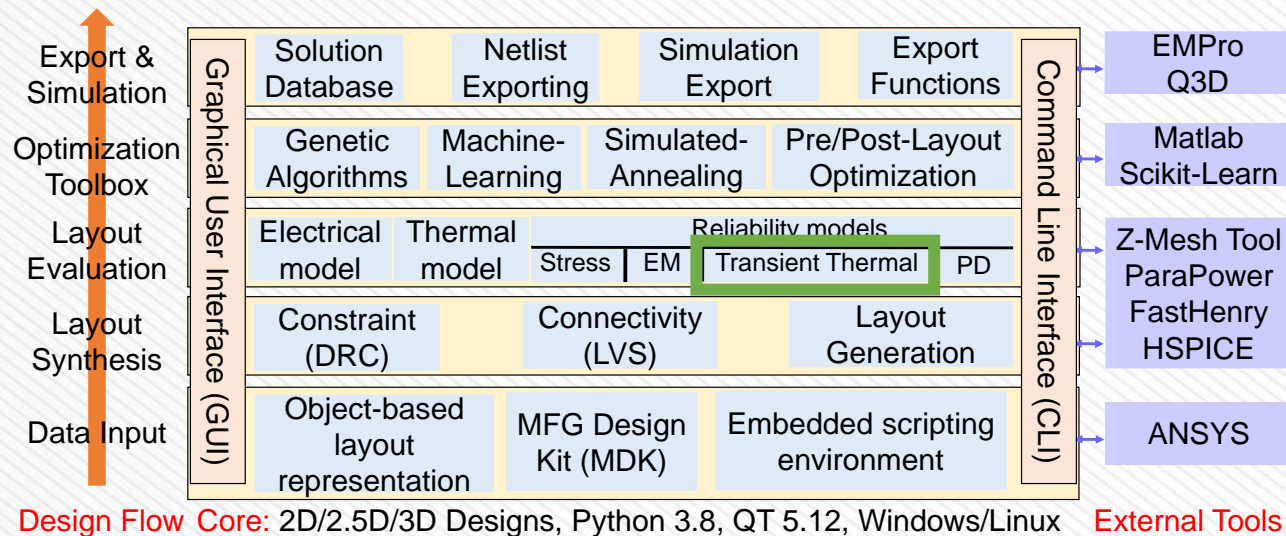 Export &
Simulation
Optimization
Toolbox
Layout
Evaluation
Layout
Synthesis
Data Input
Graphical User Interface (GUI)
Solution
Database
Netlist
Exporting
Simulation
Export
Export
Functions
Genetic
Algorithms
Machine-
Learning
Simulated-
Annealing
Pre/Post-Layout
Optimization
Electrical
model
Thermal
model
Reliability models
Stress
EM
Transient Thermal
PD
Constraint
(DRC)
Connectivity
(LVS)
Layout
Generation
Object-based
layout
representation
MFG Design
Kit (MDK)
Embedded scripting
environment
Command Line Interface (CLI)
EMPro
Q3D
Matlab
Scikit-Learn
Z-Mesh Tool
ParaPower
FastHenry
HSPICE
ANSYS
Design Flow Core: 2D/2.5D/3D Designs, Python 3.8, QT 5.12, Windows/Linux External Tools